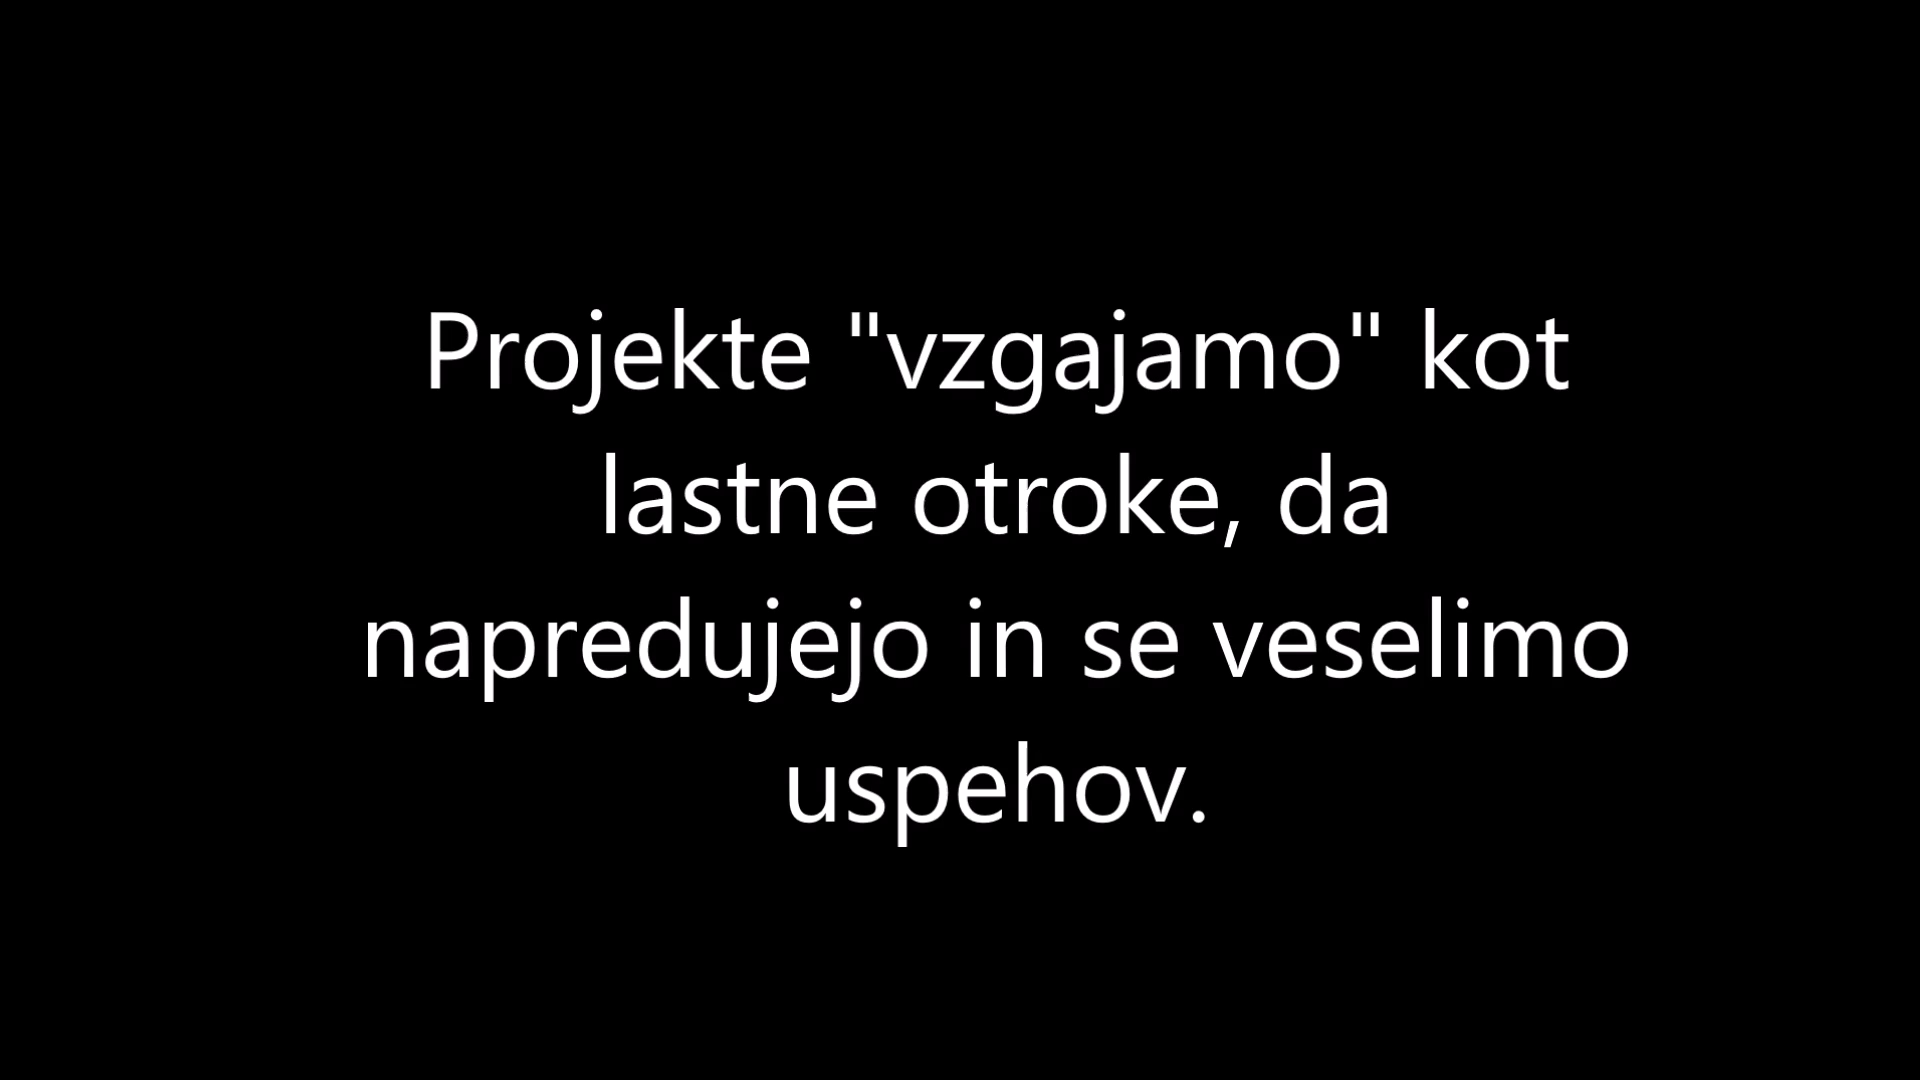 Projekte "vzgajamo" kot
lastne otroke, da
napredujejo in se veselimo
uspehov.